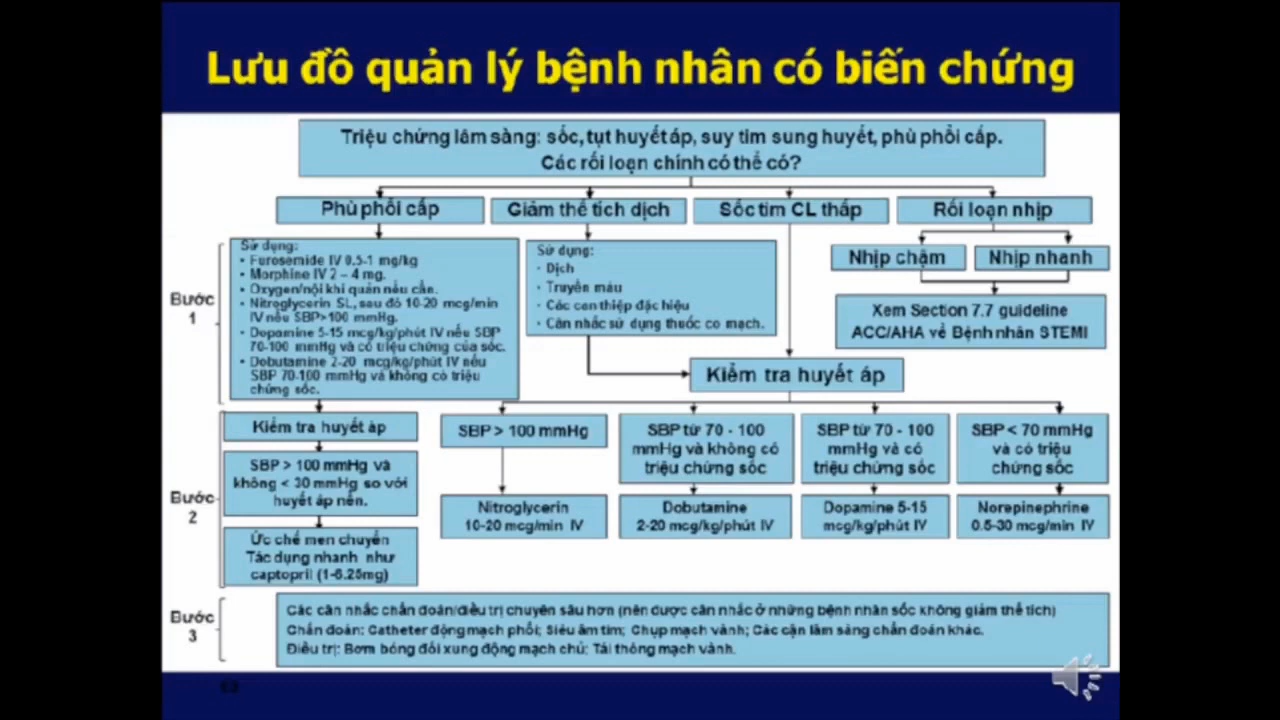 Lưu đồ quản lý bệnh nhân có biến chứng
Triệu chứng lâm sàng: sốc, tụt huyết áp, suy tim sung huyết, phù phổi cấp.
Các rối loạn chính có thể có?
Phù phổi cấp
Giảm thể tích dịch
Sốc tim CL thấp
Rối loạn nhịp
Bước
1
Sử dụng:
• Furosemide IV 0.5-1 mg/kg
• Morphine IV 2 – 4 mg.
• Oxygen/nội khí quản nếu cần.
• Nitroglycerin SL, sau đó 10-20 mcg/min
IV nếu SBP>100 mmHg.
• Dopamine 5-15 mcg/kg/phút IV nếu SBP
70-100 mmHg và có triệu chứng của sốc.
• Dobutamine 2-20 mcg/kg/phút IV nếu
SBP 70-100 mmHg và không có triệu
chứng sốc.
Sử dụng:
• Dịch
• Truyền máu
• Các can thiệp đặc hiệu
• Cân nhắc sử dụng thuốc co mạch.
Nhịp chậm
Nhịp nhanh
Xem Section 7.7 guideline
ACC/AHA về Bệnh nhân STEMI
Kiểm tra huyết áp
Bước
2
Kiểm tra huyết áp
SBP > 100 mmHg và
không < 30 mmHg so với
huyết áp nền.
Ức chế men chuyển
Tác dụng nhanh như
captopril (1-6.25mg)
SBP > 100 mmHg
SBP từ 70 - 100
mmHg và không có
triệu chứng sốc
SBP từ 70 - 100
mmHg và có
triệu chứng sốc
SBP < 70 mmHg
và có triệu
chứng sốc
Nitroglycerin
10-20 mcg/min IV
Dobutamine
2-20 mcg/kg/phút IV
Dopamine 5-15
mcg/kg/phút IV
Norepinephrine
0.5-30 mcg/min IV
Bước
3
Các cân nhắc chẩn đoán/điều trị chuyên sâu hơn (nên được cân nhắc ở những bệnh nhân sốc không giảm thể tích)
Chẩn đoán: Catheter động mạch phổi; Siêu âm tim; Chụp mạch vành; Các cận lâm sàng chẩn đoán khác.
Điều trị: Bơm bóng đối xung động mạch chủ; Tái thông mạch vành.